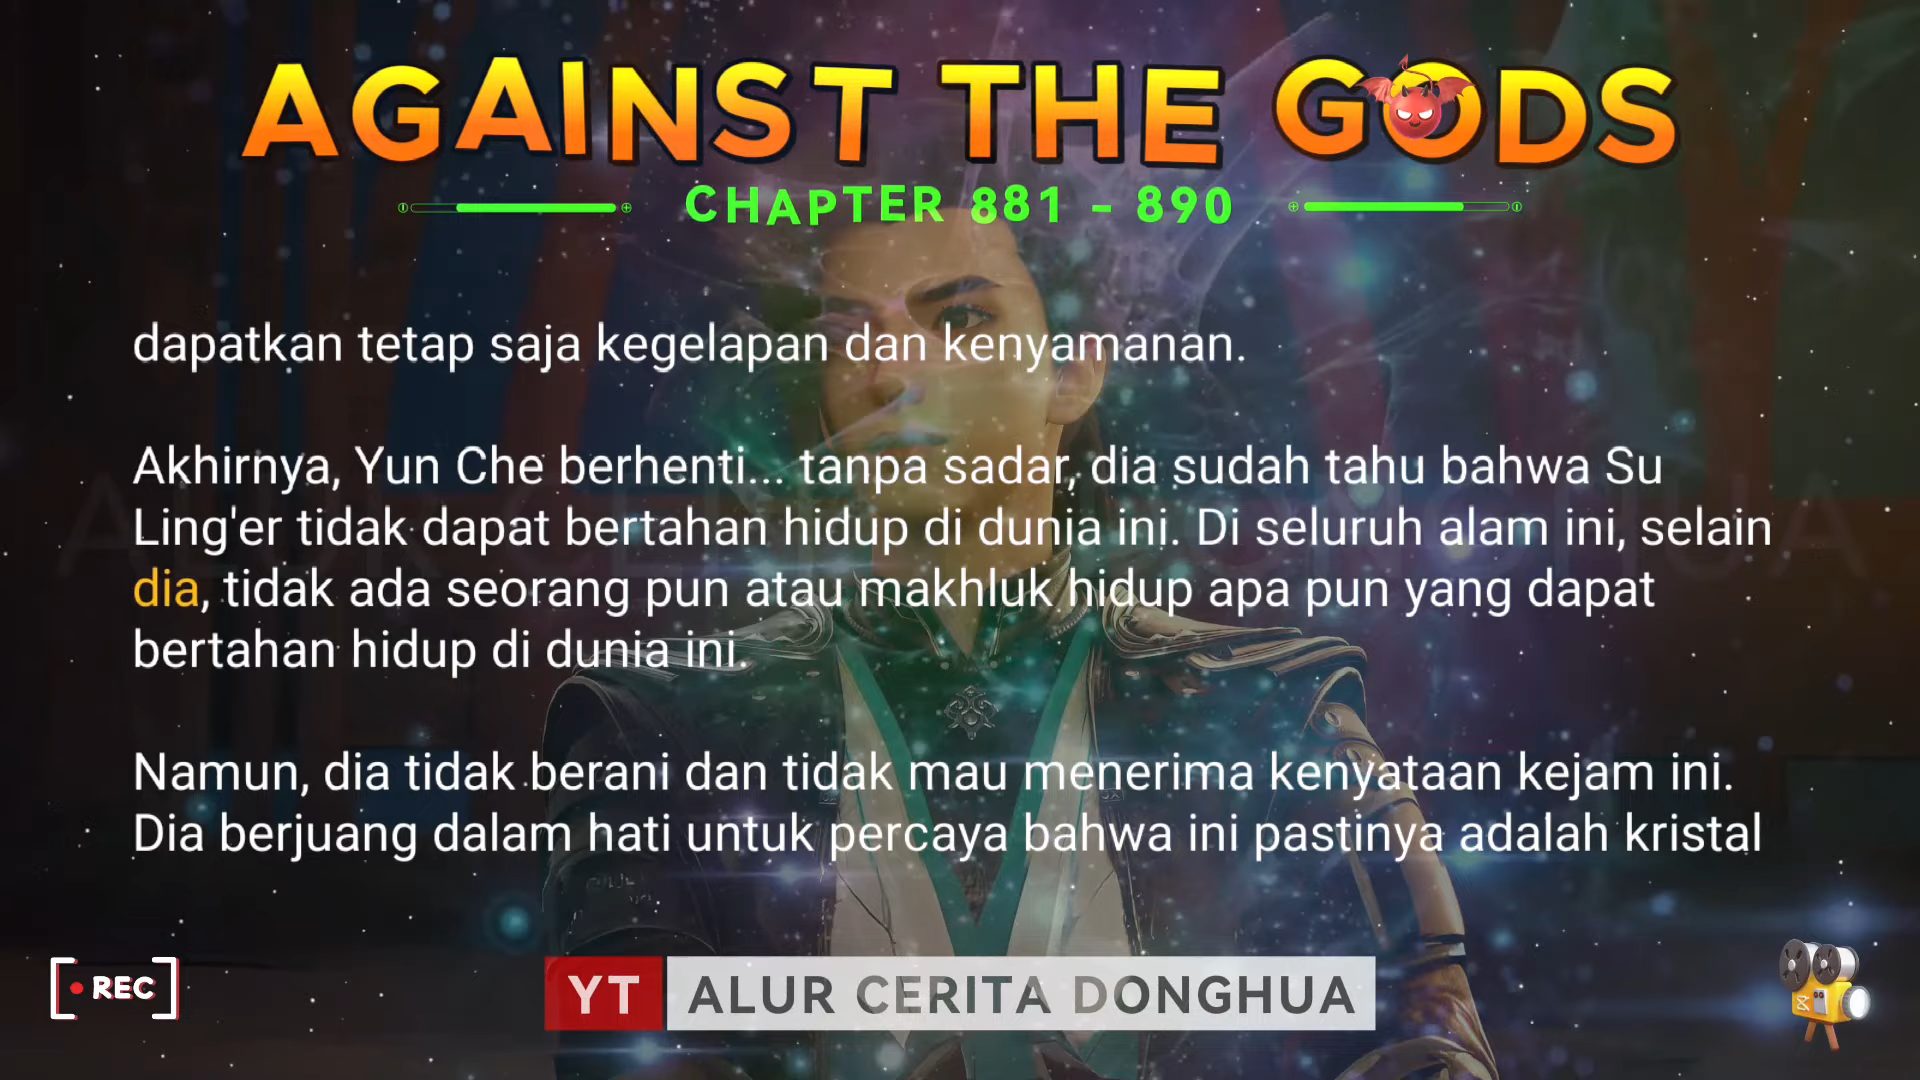 AGAINST THE GODS
CHAPTER 881 - 890
dapatkan tetap saja kegelapan dan kenyamanan.
Akhirnya, Yun Che berhenti... tanpa sadar, dia sudah tahu bahwa Su
Ling'er tidak dapat bertahan hidup di dunia ini. Di seluruh alam ini, selain
dia, tidak ada seorang pun atau makhluk hidup apa pun yang dapat
bertahan hidup di dunia ini.
Namun, dia tidak berani dan tidak mau menerima kenyataan kejam ini.
Dia berjuang dalam hati untuk percaya bahwa ini pastinya adalah kristal
REC
YT ALUR CERITA DONGHUA